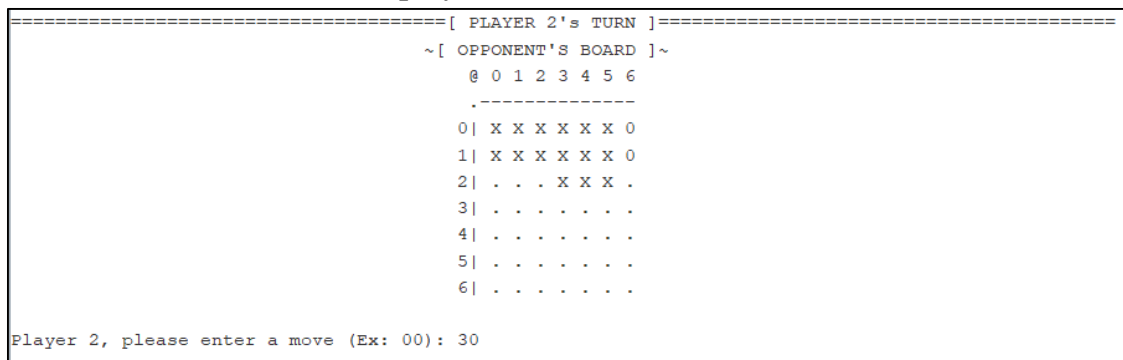 =======================================[ PLAYER 2's TURN ]=========================================
~[ OPPONENT'S BOARD ]~
@ 0 1 2 3 4 5 6
.--------------
0| X X X X X X 0
1| X X X X X X 0
2| . . . X X X .
3| . . . . . . .
4| . . . . . . .
5| . . . . . . .
6| . . . . . . .
Player 2, please enter a move (Ex: 00): 30